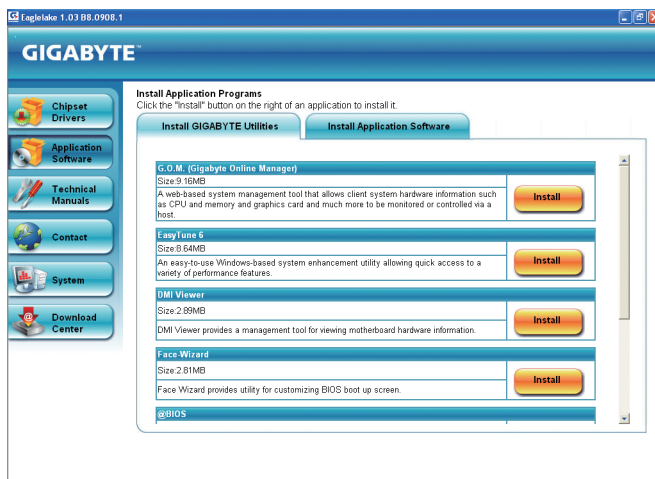 Eaglelake 1.03 B8.0908.1
GIGABYTE™
Chipset
Drivers
Application
Software
Technical
Manuals
Contact
System
Download
Center
Install Application Programs
Click the "Install" button on the right of an application to install it.
Install GIGABYTE Utilities
Install Application Software
G.O.M. (Gigabyte Online Manager)
Size:9.16MB
A web-based system management tool that allows client system hardware information such
as CPU and memory and graphics card and much more to be monitored or controlled via a
host.
Install
EasyTune 6
Size:8.64MB
An easy-to-use Windows-based system enhancement utility allowing quick access to a
variety of performance features.
Install
DMI Viewer
Size:2.89MB
DMI Viewer provides a management tool for viewing motherboard hardware information.
Install
Face-Wizard
Size:2.81MB
Face Wizard provides utility for customizing BIOS boot up screen.
Install
@BIOS